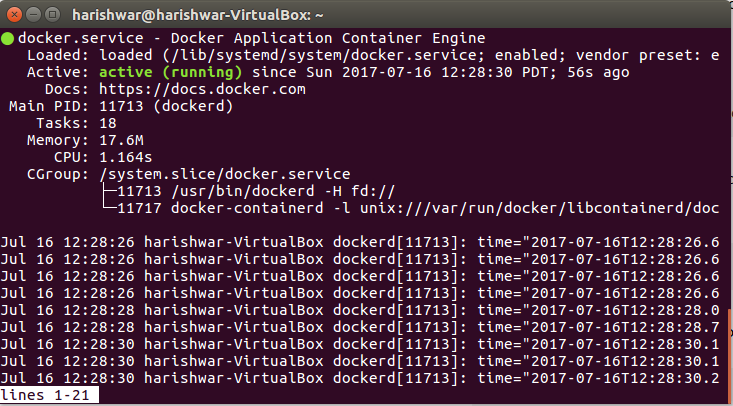 harishwar@harishwar-VirtualBox: ~
● docker.service - Docker Application Container Engine
   Loaded: loaded (/lib/systemd/system/docker.service; enabled; vendor preset: e
   Active: active (running) since Sun 2017-07-16 12:28:30 PDT; 56s ago
     Docs: https://docs.docker.com
 Main PID: 11713 (dockerd)
    Tasks: 18
   Memory: 17.6M
      CPU: 1.164s
   CGroup: /system.slice/docker.service
           ├─11713 /usr/bin/dockerd -H fd://
           └─11717 docker-containerd -l unix:///var/run/docker/libcontainerd/doc
Jul 16 12:28:26 harishwar-VirtualBox dockerd[11713]: time="2017-07-16T12:28:26.6
Jul 16 12:28:26 harishwar-VirtualBox dockerd[11713]: time="2017-07-16T12:28:26.6
Jul 16 12:28:26 harishwar-VirtualBox dockerd[11713]: time="2017-07-16T12:28:26.6
Jul 16 12:28:26 harishwar-VirtualBox dockerd[11713]: time="2017-07-16T12:28:26.6
Jul 16 12:28:28 harishwar-VirtualBox dockerd[11713]: time="2017-07-16T12:28:28.0
Jul 16 12:28:28 harishwar-VirtualBox dockerd[11713]: time="2017-07-16T12:28:28.7
Jul 16 12:28:30 harishwar-VirtualBox dockerd[11713]: time="2017-07-16T12:28:30.1
Jul 16 12:28:30 harishwar-VirtualBox dockerd[11713]: time="2017-07-16T12:28:30.1
Jul 16 12:28:30 harishwar-VirtualBox dockerd[11713]: time="2017-07-16T12:28:30.2
lines 1-21